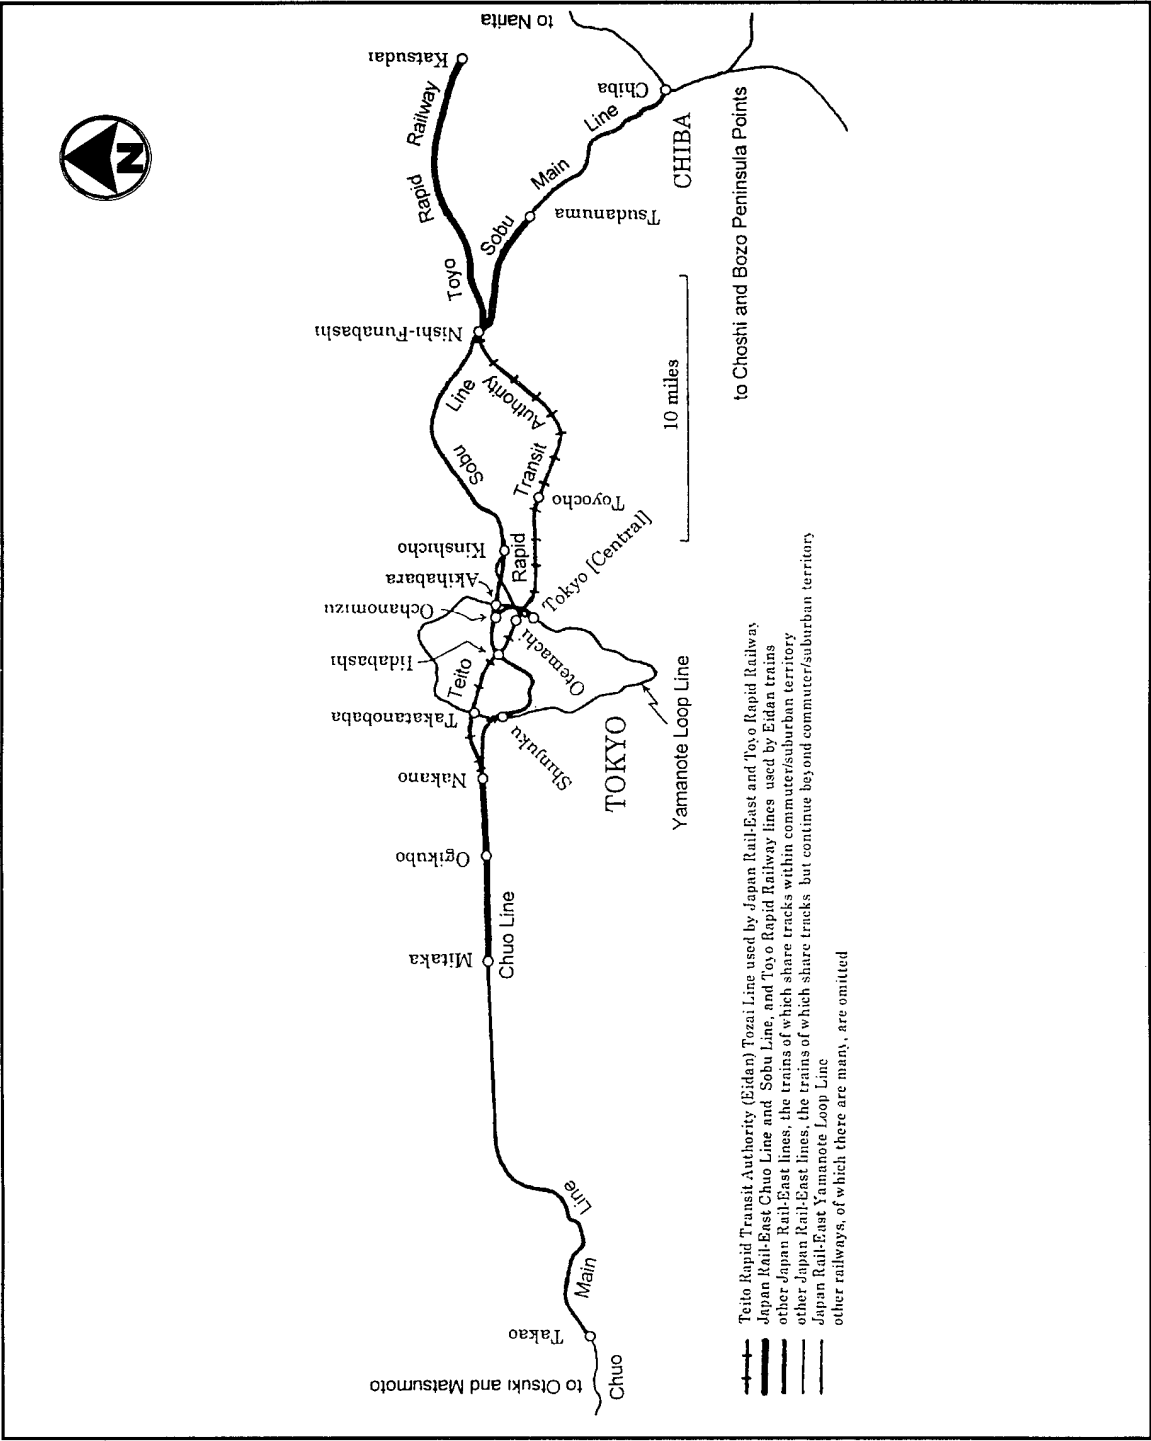 N
to Narita
Katsudai
Chiba
Toyo Rapid Railway
Sobu Main Line
CHIBA
Tsudanuma
to Choshi and Bozo Peninsula Points
Nishi-Funabashi
Sobu Line
10 miles
Teito Rapid Transit Authority
Toyocho
Kinshicho
Akihabara
Ochanomizu
Iidabashi
Takatanobaba
Tokyo [Central]
Otemachi
Shinjuku
TOKYO
Yamanote Loop Line
Nakano
Ogikubo
Mitaka
Chuo Line
Chuo Main Line
Takao
to Otsuki and Matsumoto
Teito Rapid Transit Authority (Eidan) Tozai Line used by Japan Rail-East and Toyo Rapid Railway
Japan Rail-East Chuo Line and Sobu Line, and Toyo Rapid Railway lines used by Eidan trains
other Japan Rail-East lines, the trains of which share tracks within commuter/suburban territory
other Japan Rail-East lines, the trains of which share tracks but continue beyond commuter/suburban territory
Japan Rail-East Yamanote Loop Line
other railways, of which there are many, are omitted